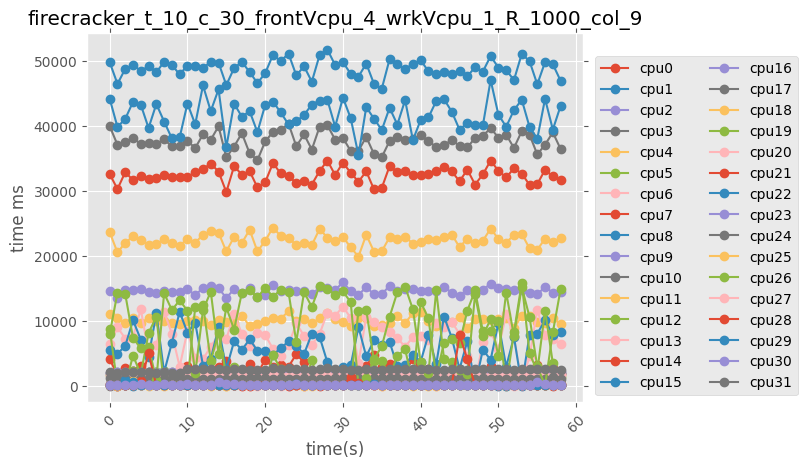 firecracker_t_10_c_30_frontVcpu_4_wrkVcpu_1_R_1000_col_9
time ms
50000
40000
30000
20000
10000
0
0
10
20
30
40
50
60
time(s)
cpu0
cpu1
cpu2
cpu3
cpu4
cpu5
cpu6
cpu7
cpu8
cpu9
cpu10
cpu11
cpu12
cpu13
cpu14
cpu15
cpu16
cpu17
cpu18
cpu19
cpu20
cpu21
cpu22
cpu23
cpu24
cpu25
cpu26
cpu27
cpu28
cpu29
cpu30
cpu31